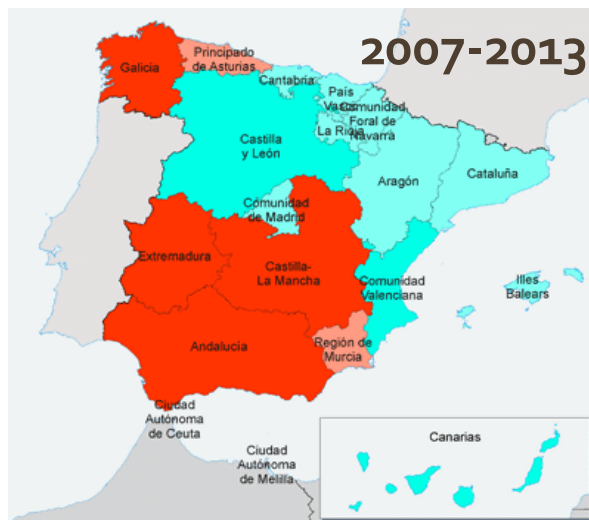 2007-2013
Galicia
Principado
de Asturias
Cantabria
País
Vasco
Comunidad
Foral de
Navarra
La Rioja
Castilla
y León
Aragón
Cataluña
Comunidad
de Madrid
Extremadura
Castilla-
La Mancha
Comunidad
Valenciana
Illes
Balears
Andalucía
Región de
Murcia
Ciudad
Autónoma
de Ceuta
Ciudad
Autónoma
de Melilla
Canarias